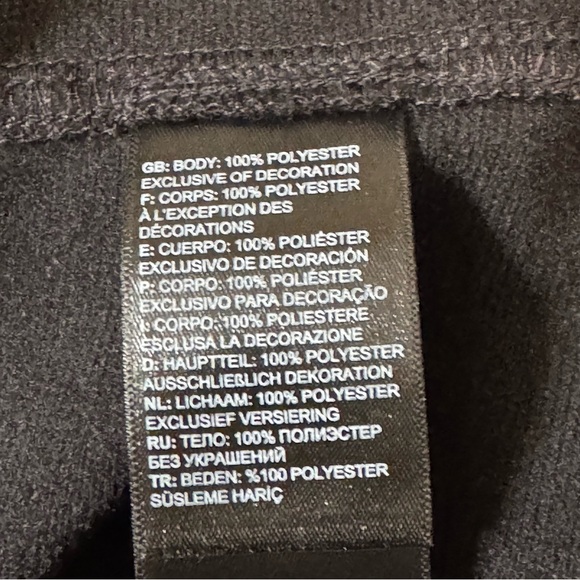 GB: BODY: 100% POLYESTER
EXCLUSIVE OF DECORATION
F: CORPS: 100% POLYESTER
À L'EXCEPTION DES
DÉCORATIONS
E: CUERPO: 100% POLIÉSTER
EXCLUSIVO DE DECORACIÓN
P: CORPO: 100% POLIÉSTER
EXCLUSIVO PARA DECORAÇÃO
I: CORPO: 100% POLIESTERE
ESCLUSA LA DECORAZIONE
D: HAUPTTEIL: 100% POLYESTER
AUSSCHLIEßLICH DEKORATION
NL: LICHAAM: 100% POLYESTER
EXCLUSIEF VERSIERING
RU: ТЕЛО: 100% ПОЛИЭСТЕР
БЕЗ УКРАШЕНИЙ
TR: BEDEN: %100 POLYESTER
SÜSLEME HARİÇ